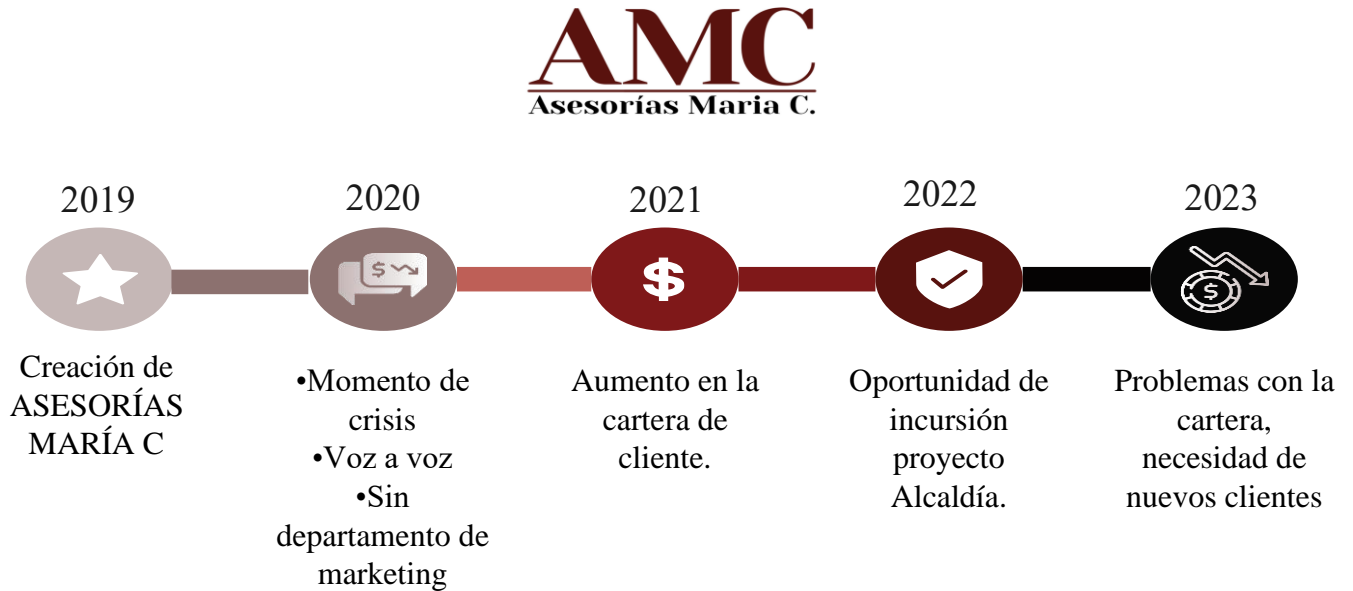 AMC
Asesorías Maria C.
2019
2020
2021
2022
2023
$
$
$
Creación de
ASESORÍAS
MARÍA C
•Momento de
crisis
•Voz a voz
•Sin
departamento de
marketing
Aumento en la
cartera de
cliente.
Oportunidad de
incursión
proyecto
Alcaldía.
Problemas con la
cartera,
necesidad de
nuevos clientes